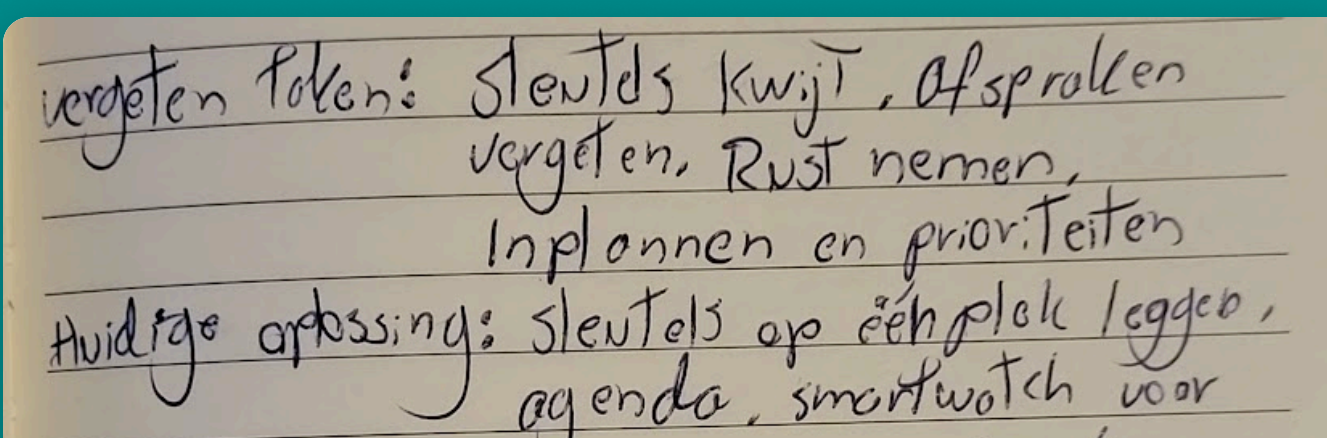 vergeten taken: Sleutels kwijt, Afspraken
vergeten, Rust nemen,
Inplannen en prioriteiten
Huidige oplossing: Sleutels op één plek leggen,
agenda, smartwatch voor